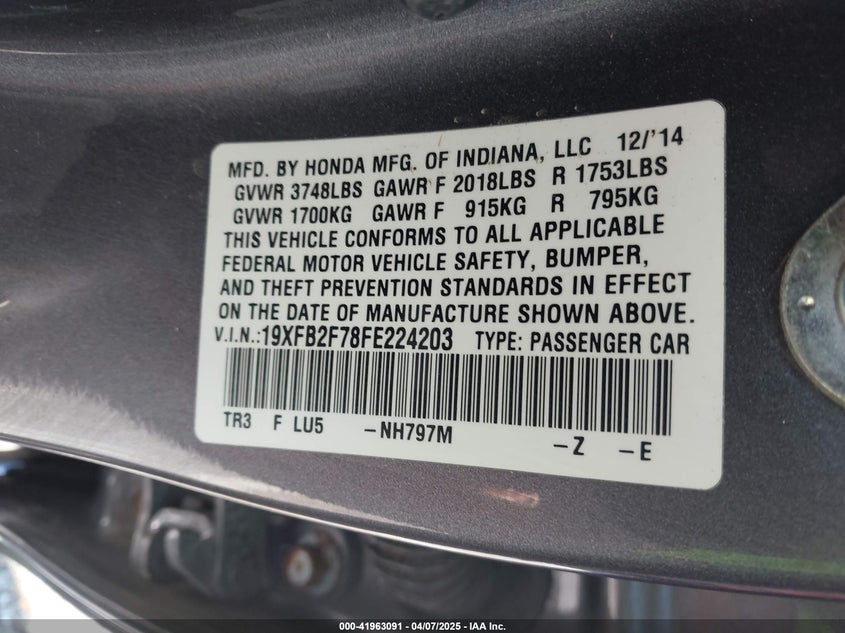 MFD. BY HONDA MFG. OF INDIANA, LLC 12/'14
GVWR 3748LBS GAWR F 2018LBS R 1753LBS
GVWR 1700KG GAWR F 915KG R 795KG
THIS VEHICLE CONFORMS TO ALL APPLICABLE
FEDERAL MOTOR VEHICLE SAFETY, BUMPER,
AND THEFT PREVENTION STANDARDS IN EFFECT
ON THE DATE OF MANUFACTURE SHOWN ABOVE.
V.I.N.:19XFB2F78FE224203 TYPE: PASSENGER CAR
TR3 F LU5 -NH797M -Z -E
000-41963091 - 04/07/2025 - IAA Inc.